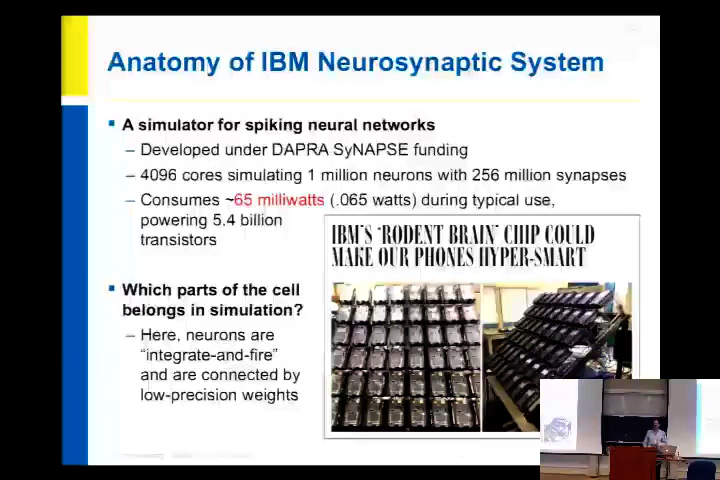 Anatomy of IBM Neurosynaptic System
A simulator for spiking neural networks
– Developed under DAPRA SyNAPSE funding
– 4096 cores simulating 1 million neurons with 256 million synapses
– Consumes ~65 milliwatts (.065 watts) during typical use,
powering 5.4 billion
transistors
IBM'S 'RODENT BRAIN' CHIP COULD
MAKE OUR PHONES HYPER-SMART
Which parts of the cell
belongs in simulation?
– Here, neurons are
"integrate-and-fire"
and are connected by
low-precision weights